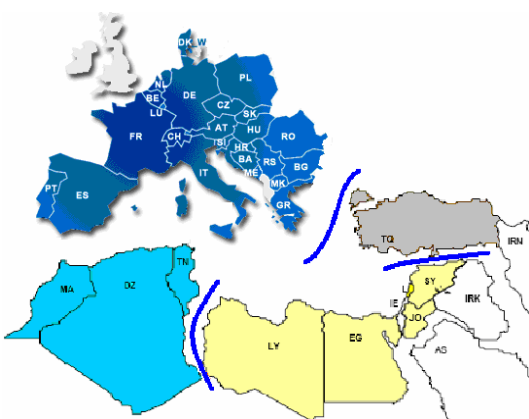 DK
W
PL
NL
DE
BE
LU
CZ
SK
FR
CH
AT
HU
RO
SI
HR
BA
RS
BG
IT
ME
MK
PT
ES
GR
TQ
IRN
TN
MA
DZ
SY
L
IE
IRK
JO
LY
EG
AS